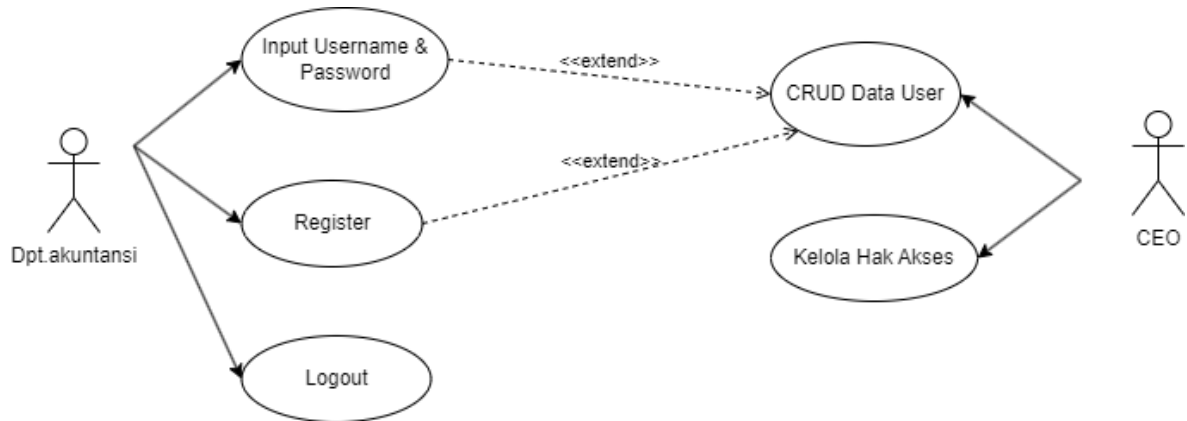 Input Username &
Password
<<extend>>
CRUD Data User
<<extend>>
Register
Dpt.akuntansi
CEO
Kelola Hak Akses
Logout